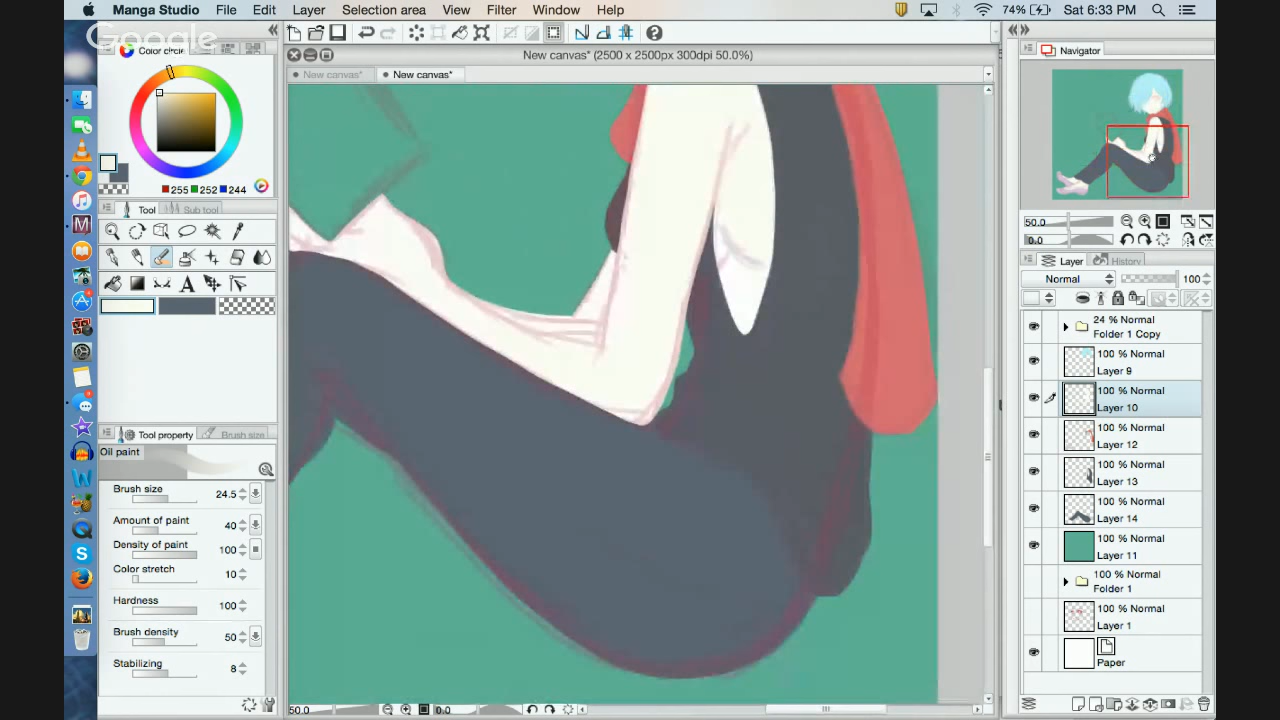 Manga Studio File Edit Layer Selection area View Filter Window Help 74% Sat 6:33 PM
Google
Color circle
New canvas* (2500 x 2500px 300dpi 50.0%)
New canvas* New canvas*
Navigator
255 252 244
Tool Sub tool
50.0
0.0
Layer History
Normal 100
24 % Normal
Folder 1 Copy
100 % Normal
Layer 9
100 % Normal
Layer 10
100 % Normal
Layer 12
100 % Normal
Layer 13
100 % Normal
Layer 14
100 % Normal
Layer 11
100 % Normal
Folder 1
100 % Normal
Layer 1
100 % Normal
Paper
Tool property Brush size
Oil paint
Brush size 24.5
Amount of paint 40
Density of paint 100
Color stretch 10
Hardness 100
Brush density 50
Stabilizing 8
50.0 0.0